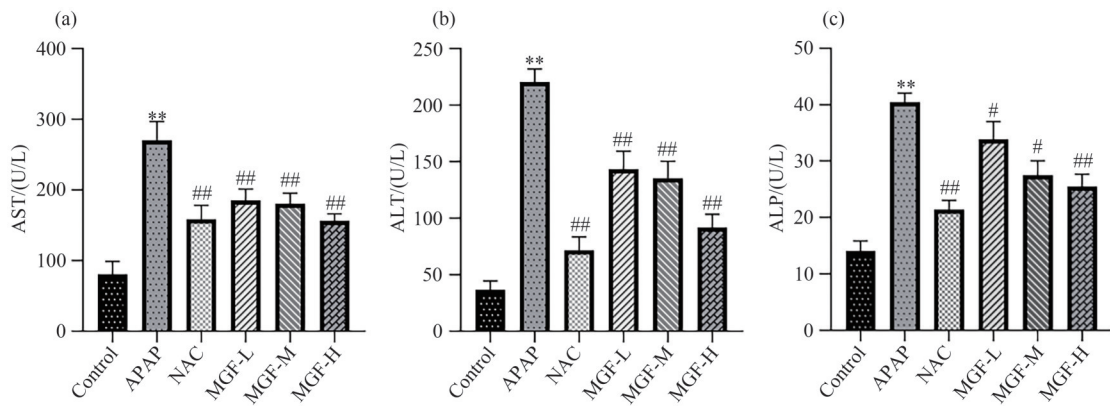 (a)
AST/(U/L)
400
300
200
100
0
**
##
##
##
##
Control
APAP
NAC
MGF-L
MGF-M
MGF-H
(b)
ALT/(U/L)
250
200
150
100
50
0
**
##
##
##
##
Control
APAP
NAC
MGF-L
MGF-M
MGF-H
(c)
ALP/(U/L)
50
40
30
20
10
0
**
##
#
#
##
Control
APAP
NAC
MGF-L
MGF-M
MGF-H